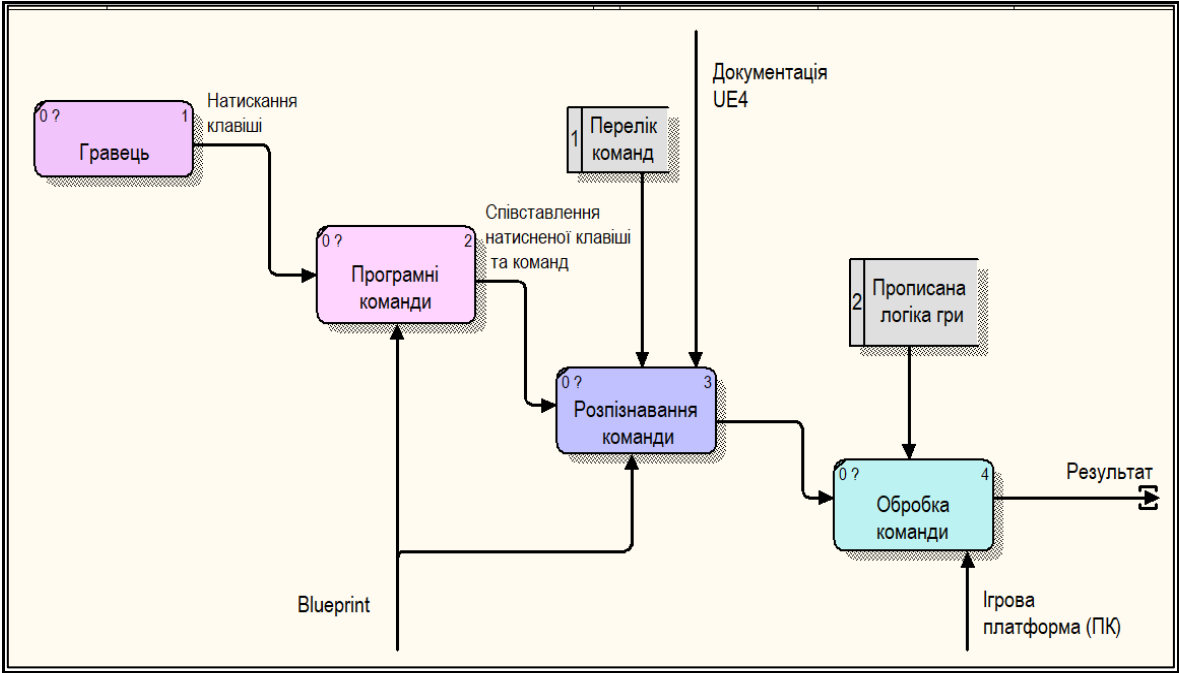 Документація
UE4
Натискання
клавіші
0 ?
1
Гравець
1
Перелік
команд
Співставлення
натисненої клавіші
та команд
0 ?
2
Програмні
команди
2
Прописана
логіка гри
0 ?
3
Розпізнавання
команди
0 ?
4
Обробка
команди
Результат
Blueprint
Ігрова
платформа (ПК)